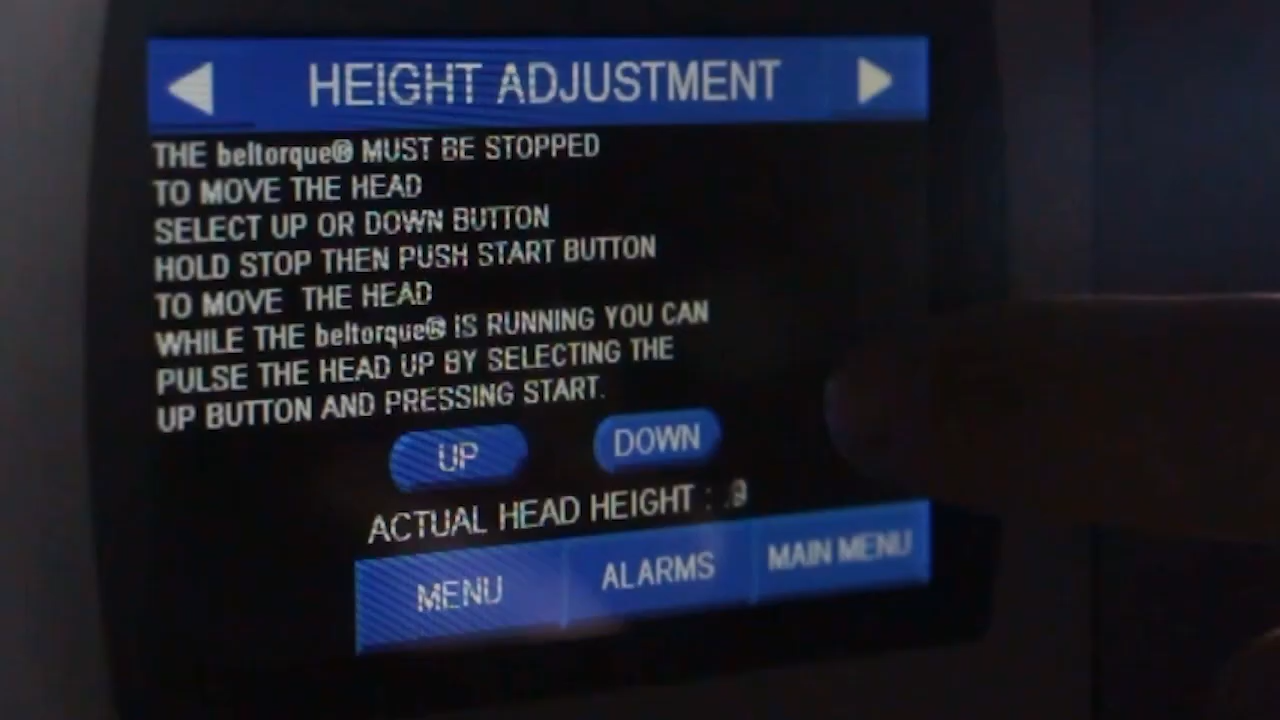 HEIGHT ADJUSTMENT
THE beltorque® MUST BE STOPPED
TO MOVE THE HEAD
SELECT UP OR DOWN BUTTON
HOLD STOP THEN PUSH START BUTTON
TO MOVE THE HEAD
WHILE THE beltorque® IS RUNNING YOU CAN
PULSE THE HEAD UP BY SELECTING THE
UP BUTTON AND PRESSING START.
UP DOWN
ACTUAL HEAD HEIGHT :
MENU ALARMS MAIN MENU